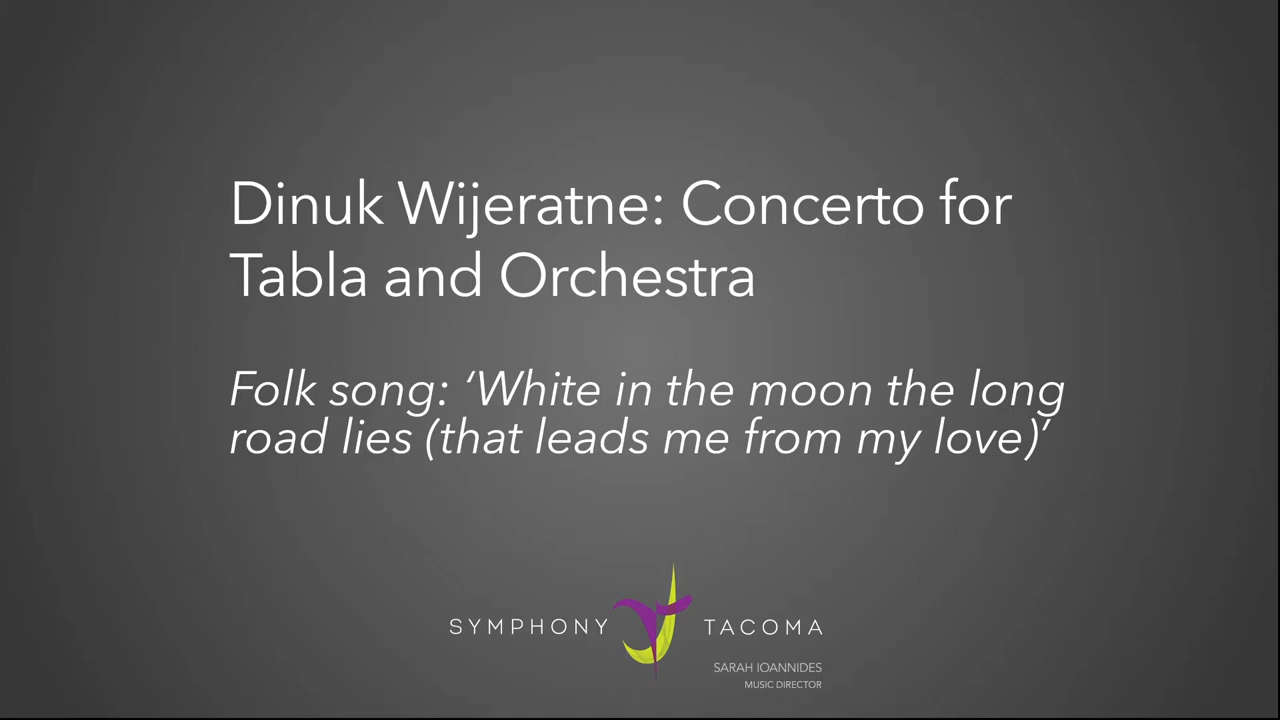 Dinuk Wijeratne: Concerto for
Tabla and Orchestra
Folk song: ‘White in the moon the long
road lies (that leads me from my love)’
SYMPHONY TACOMA
SARAH IOANNIDES
MUSIC DIRECTOR